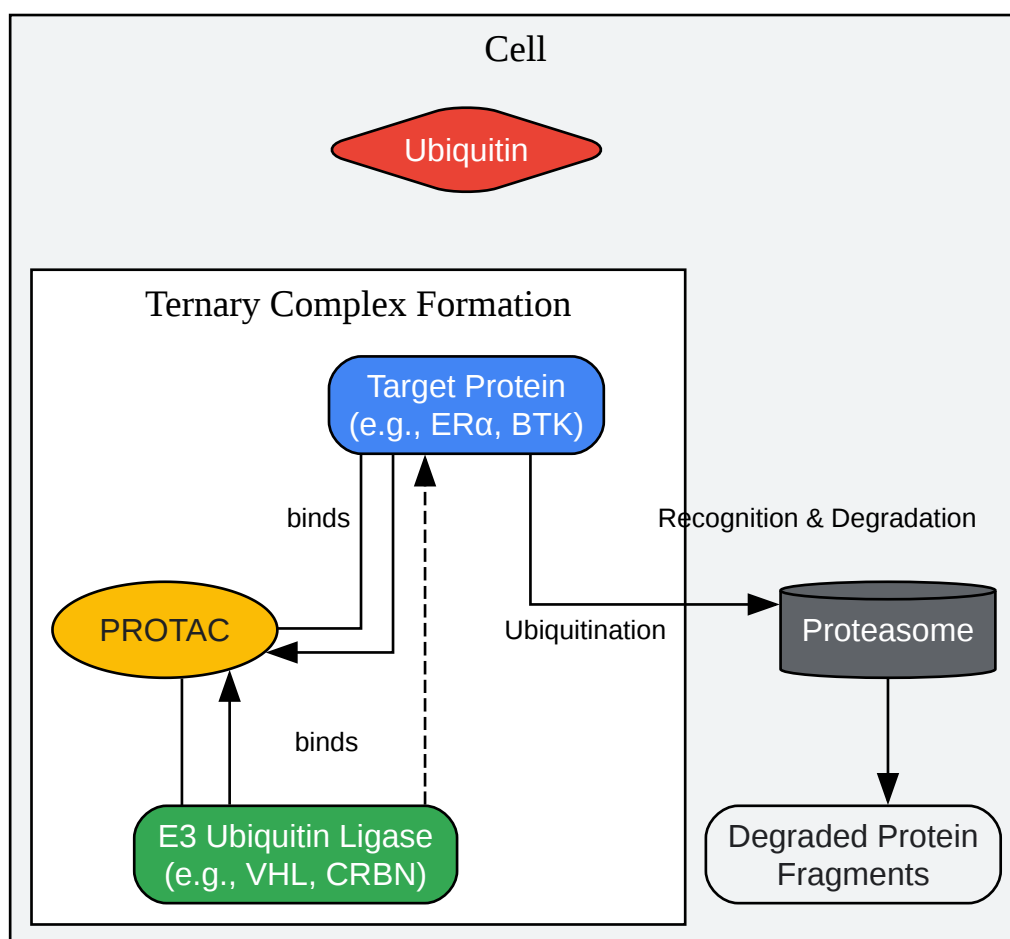 Cell
Ubiquitin
Ternary Complex Formation
Target Protein
(e.g., ERα, BTK)
binds
Recognition & Degradation
PROTAC
Ubiquitination
Proteasome
binds
E3 Ubiquitin Ligase
(e.g., VHL, CRBN)
Degraded Protein
Fragments